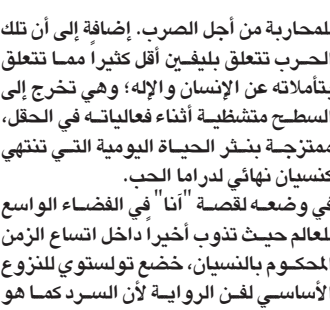 للمحاربة من أجل الصرب. إضافة إلى أن تلك
الحرب تتعلق بليفين أقل كثيراً مما تتعلق
بتأملاته عن الإنسان والإله؛ وهي تخرج إلى
السطح متشظية أثناء فعالياته في الحقل،
ممتزجة بنثر الحياة اليومية التي تنتهي
كنسيان نهائي لدراما الحب.
في وضعه لقصة "آنا" في الفضاء الواسع
للعالم حيث تذوب أخيراً داخل اتساع الزمن
المحكوم بالنسيان، خضع تولستوي للنزوع
الأساسي لفن الرواية لأن السرد كما هو